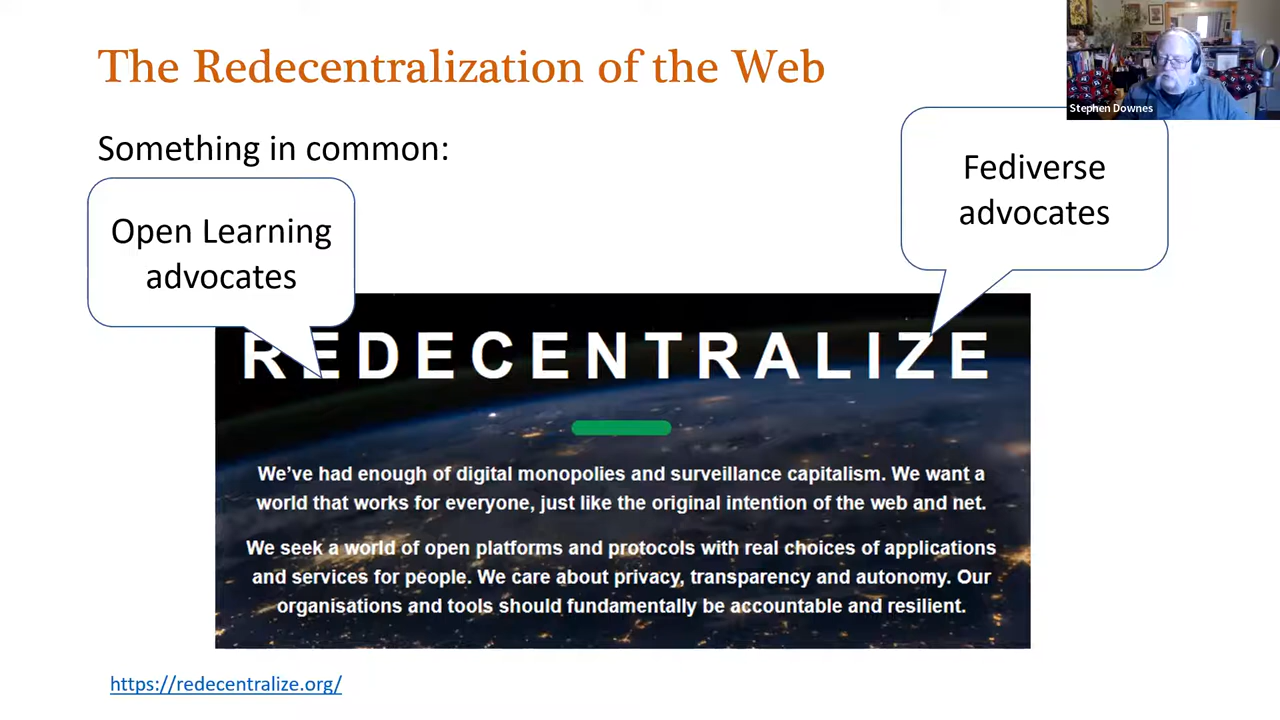 The Redecentralization of the Web
Stephen Downes
Something in common:
Open Learning
advocates
Fediverse
advocates
REDECENTRALIZE
We’ve had enough of digital monopolies and surveillance capitalism. We want a
world that works for everyone, just like the original intention of the web and net.
We seek a world of open platforms and protocols with real choices of applications
and services for people. We care about privacy, transparency and autonomy. Our
organisations and tools should fundamentally be accountable and resilient.
https://redecentralize.org/